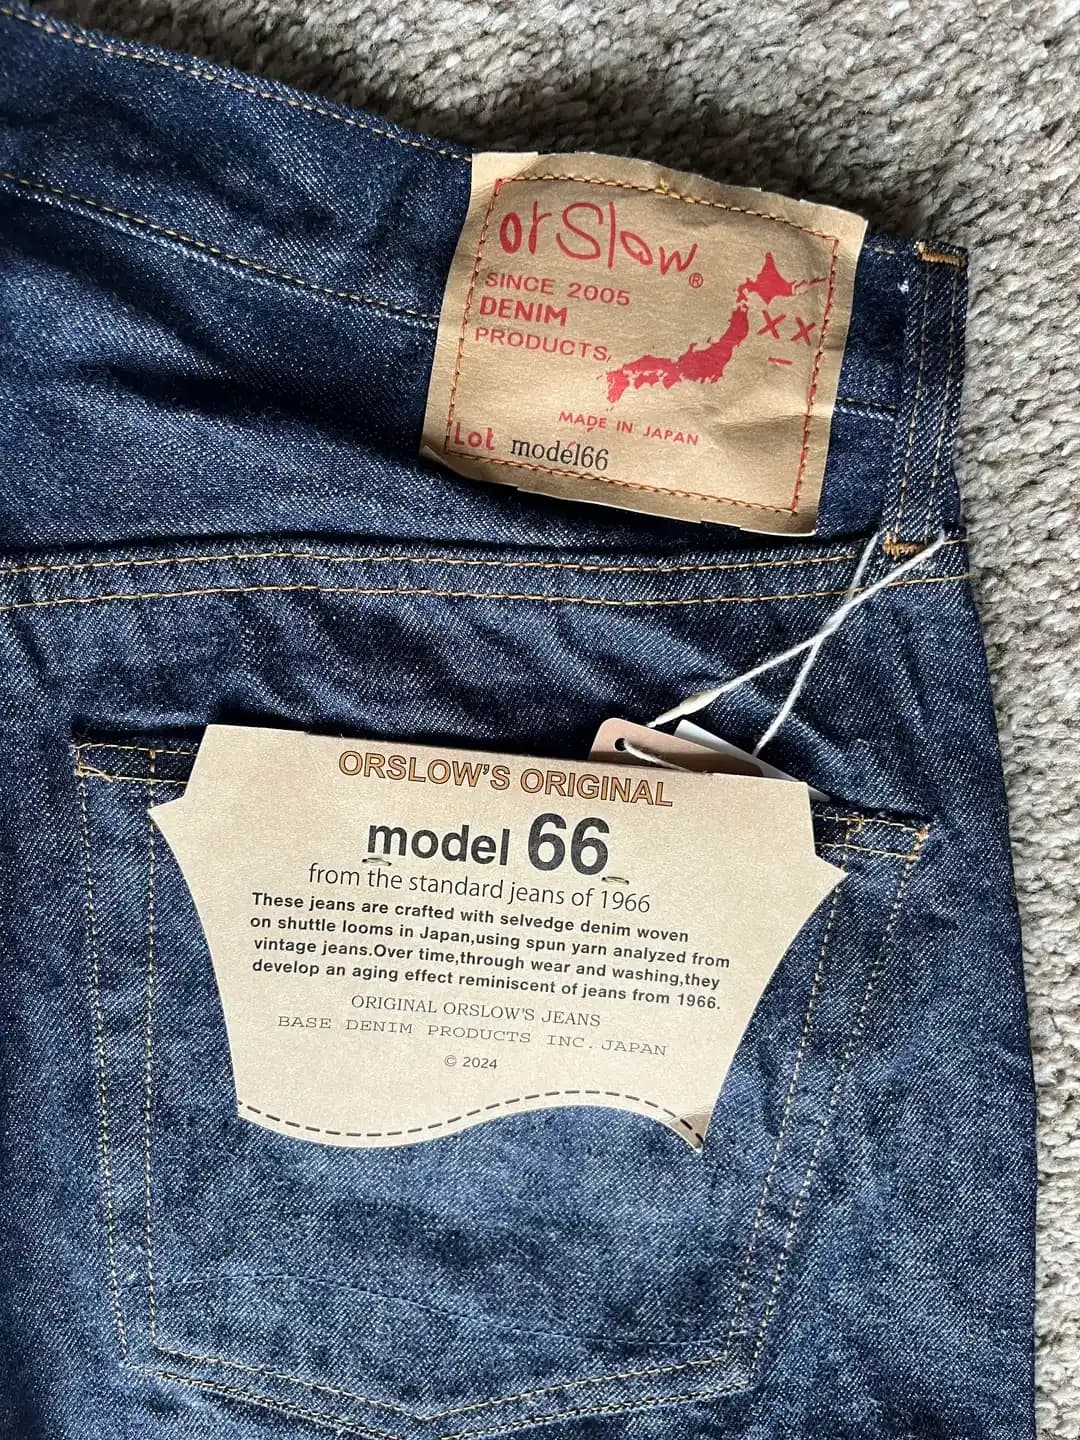 orSlow®
SINCE 2005
DENIM
PRODUCTS,
XX
MADE IN JAPAN
Lot model66
ORSLOW'S ORIGINAL
model 66
from the standard jeans of 1966
These jeans are crafted with selvedge denim woven
on shuttle looms in Japan,using spun yarn analyzed from
vintage jeans.Over time,through wear and washing,they
develop an aging effect reminiscent of jeans from 1966.
ORIGINAL ORSLOW'S JEANS
BASE DENIM PRODUCTS INC. JAPAN
© 2024